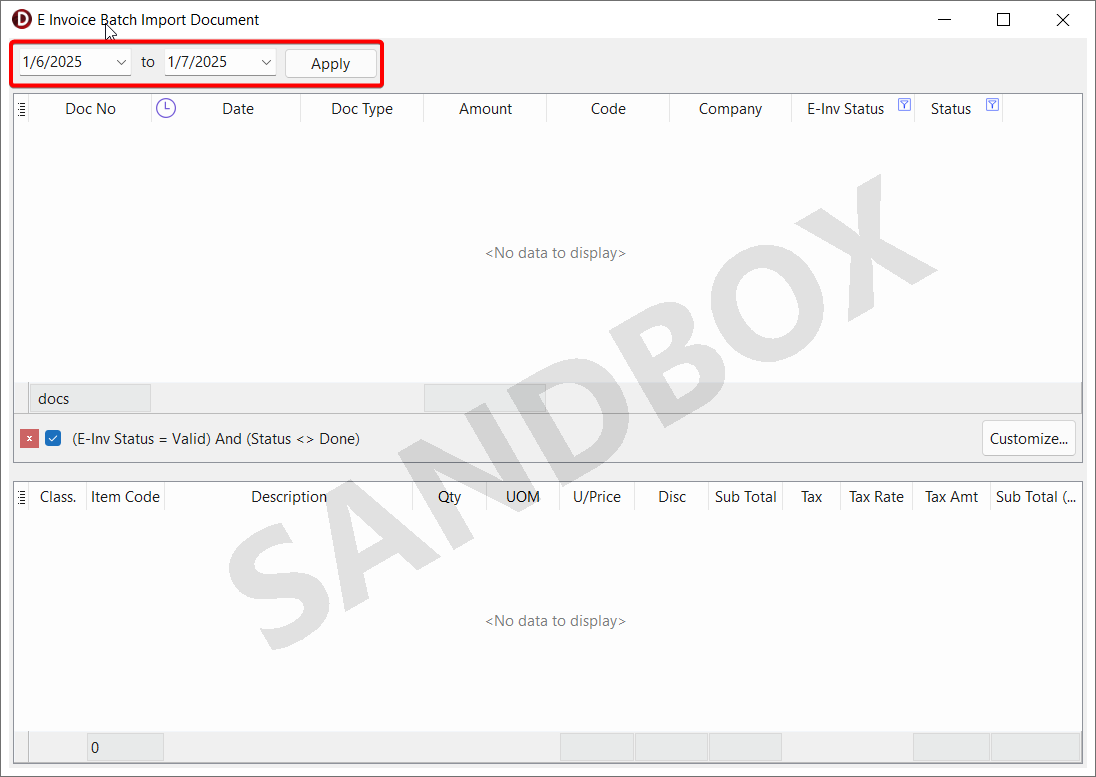 E Invoice Batch Import Document
1/6/2025 to 1/7/2025 Apply
Doc No Date Doc Type Amount Code Company E-Inv Status Status
<No data to display>
SANDBOX
docs
(E-Inv Status = Valid) And (Status <> Done) Customize...
Class. Item Code Description Qty UOM U/Price Disc Sub Total Tax Tax Rate Tax Amt Sub Total (...
<No data to display>
0